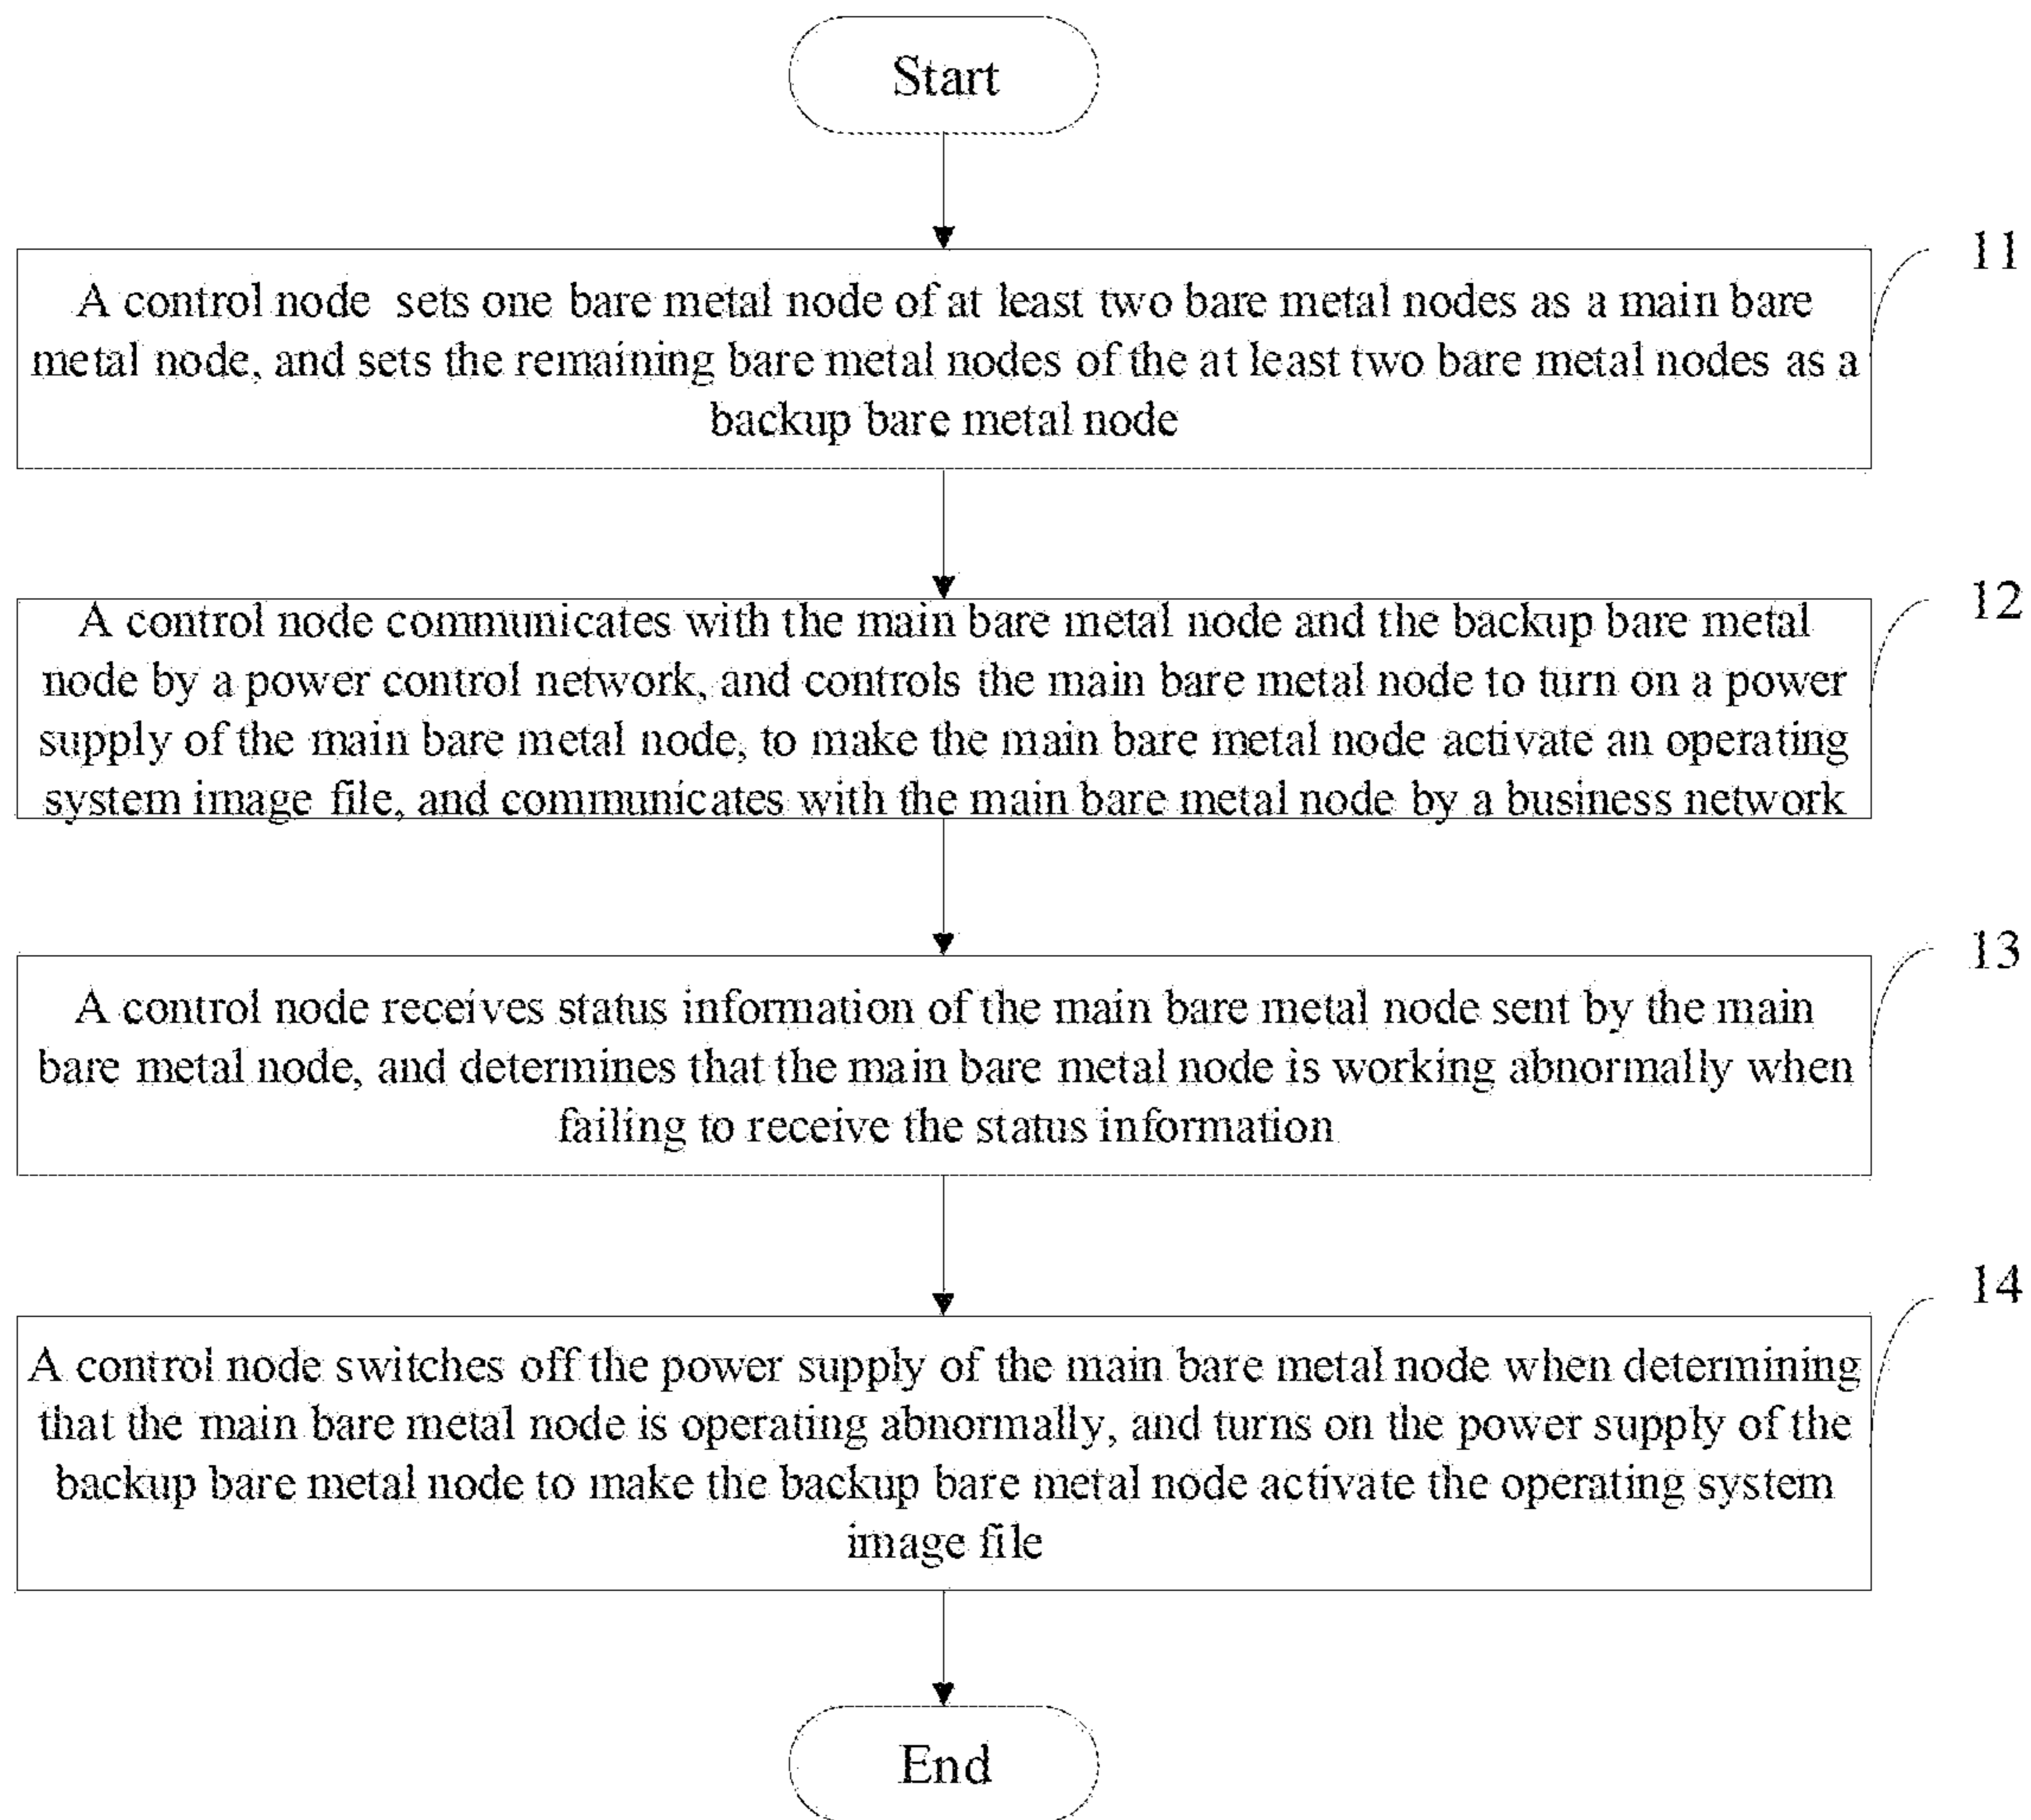 Start
11
A control node sets one bare metal node of at least two bare metal nodes as a main bare
metal node, and sets the remaining bare metal nodes of the at least two bare metal nodes as a
backup bare metal node
12
A control node communicates with the main bare metal node and the backup bare metal
node by a power control network, and controls the main bare metal node to turn on a power
supply of the main bare metal node, to make the main bare metal node activate an operating
system image file, and communicates with the main bare metal node by a business network
13
A control node receives status information of the main bare metal node sent by the main
bare metal node, and determines that the main bare metal node is working abnormally when
failing to receive the status information
14
A control node switches off the power supply of the main bare metal node when determining
that the main bare metal node is operating abnormally, and turns on the power supply of the
backup bare metal node to make the backup bare metal node activate the operating system
image file
End